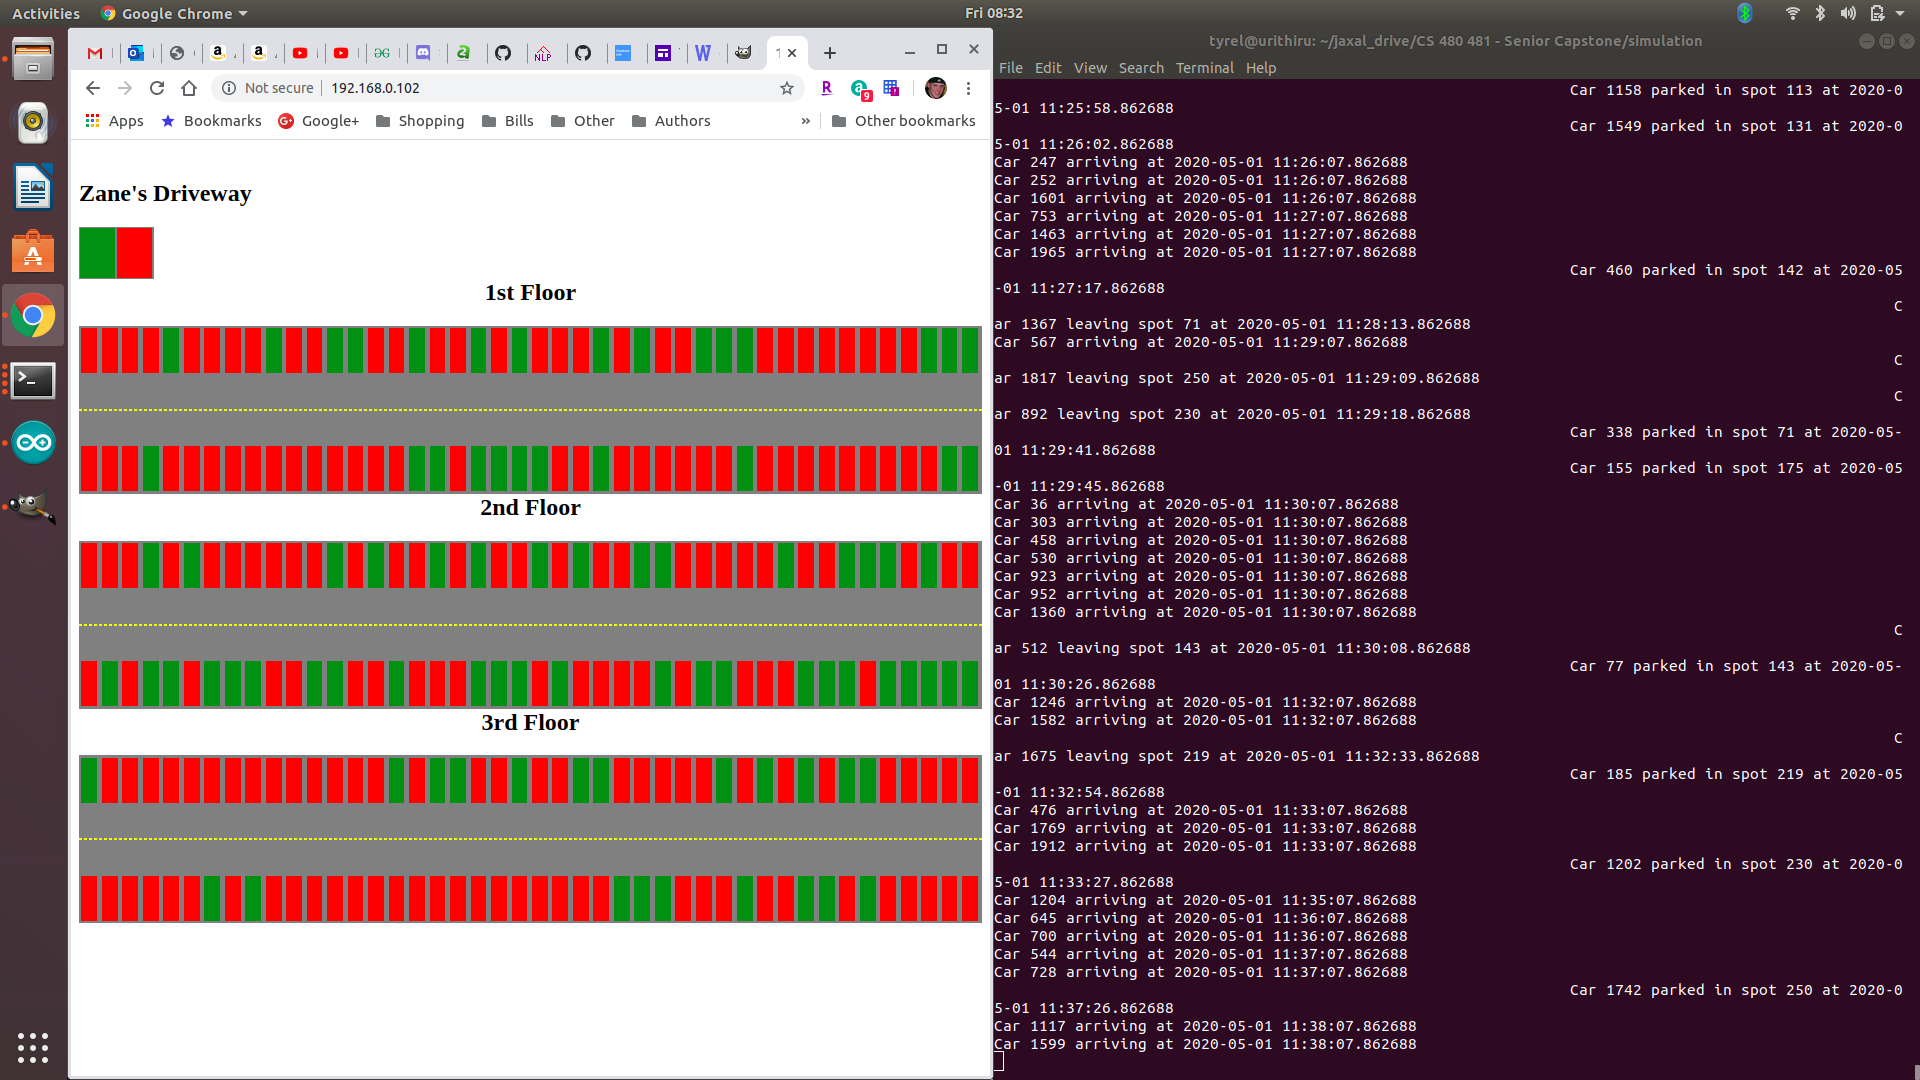 Activities
Google Chrome
Fri 08:32
Not secure
192.168.0.102
Apps
Bookmarks
Google+
Shopping
Bills
Other
Authors
»
Other bookmarks
Zane's Driveway
1st Floor
2nd Floor
3rd Floor
tyrel@urithiru: ~/jaxal_drive/CS 480 481 - Senior Capstone/simulation
File Edit View Search Terminal Help
Car 1158 parked in spot 113 at 2020-0
5-01 11:25:58.862688
Car 1549 parked in spot 131 at 2020-0
5-01 11:26:02.862688
Car 247 arriving at 2020-05-01 11:26:07.862688
Car 252 arriving at 2020-05-01 11:26:07.862688
Car 1601 arriving at 2020-05-01 11:26:07.862688
Car 753 arriving at 2020-05-01 11:27:07.862688
Car 1463 arriving at 2020-05-01 11:27:07.862688
Car 1965 arriving at 2020-05-01 11:27:07.862688
Car 460 parked in spot 142 at 2020-05
-01 11:27:17.862688
C
ar 1367 leaving spot 71 at 2020-05-01 11:28:13.862688
Car 567 arriving at 2020-05-01 11:29:07.862688
C
ar 1817 leaving spot 250 at 2020-05-01 11:29:09.862688
C
ar 892 leaving spot 230 at 2020-05-01 11:29:18.862688
Car 338 parked in spot 71 at 2020-05-
01 11:29:41.862688
Car 155 parked in spot 175 at 2020-05
-01 11:29:45.862688
Car 36 arriving at 2020-05-01 11:30:07.862688
Car 303 arriving at 2020-05-01 11:30:07.862688
Car 458 arriving at 2020-05-01 11:30:07.862688
Car 530 arriving at 2020-05-01 11:30:07.862688
Car 923 arriving at 2020-05-01 11:30:07.862688
Car 952 arriving at 2020-05-01 11:30:07.862688
Car 1360 arriving at 2020-05-01 11:30:07.862688
C
ar 512 leaving spot 143 at 2020-05-01 11:30:08.862688
Car 77 parked in spot 143 at 2020-05-
01 11:30:26.862688
Car 1246 arriving at 2020-05-01 11:32:07.862688
Car 1582 arriving at 2020-05-01 11:32:07.862688
C
ar 1675 leaving spot 219 at 2020-05-01 11:32:33.862688
Car 185 parked in spot 219 at 2020-05
-01 11:32:54.862688
Car 476 arriving at 2020-05-01 11:33:07.862688
Car 1769 arriving at 2020-05-01 11:33:07.862688
Car 1912 arriving at 2020-05-01 11:33:07.862688
Car 1202 parked in spot 230 at 2020-0
5-01 11:33:27.862688
Car 1204 arriving at 2020-05-01 11:35:07.862688
Car 645 arriving at 2020-05-01 11:36:07.862688
Car 700 arriving at 2020-05-01 11:36:07.862688
Car 544 arriving at 2020-05-01 11:37:07.862688
Car 728 arriving at 2020-05-01 11:37:07.862688
Car 1742 parked in spot 250 at 2020-0
5-01 11:37:26.862688
Car 1117 arriving at 2020-05-01 11:38:07.862688
Car 1599 arriving at 2020-05-01 11:38:07.862688